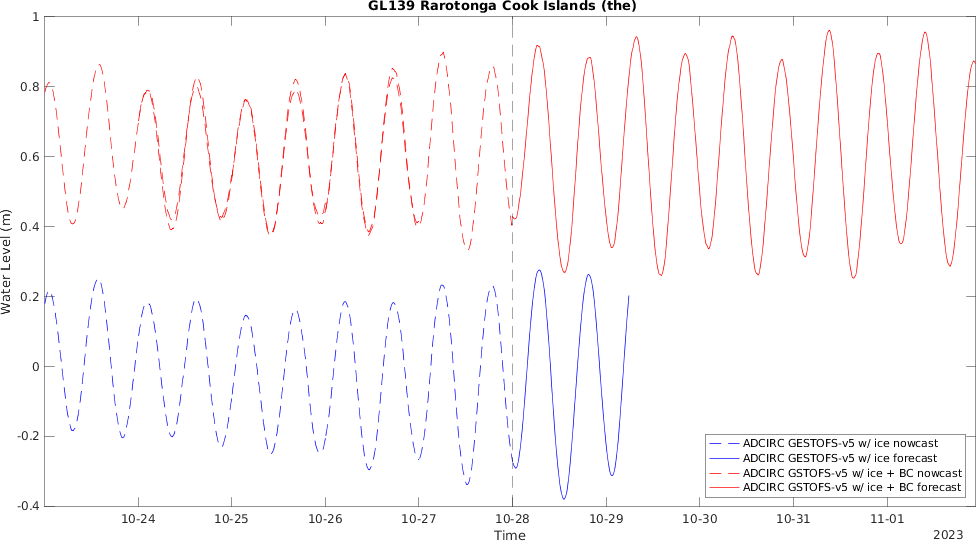 GL139 Rarotonga Cook Islands (the)
1
0.8
0.6
0.4
0.2
0
-0.2
-0.4
Water Level (m)
ADCIRC GESTOFS-v5 w/ ice nowcast
ADCIRC GESTOFS-v5 w/ ice forecast
ADCIRC GSTOFS-v5 w/ ice + BC nowcast
ADCIRC GSTOFS-v5 w/ ice + BC forecast
10-24 10-25 10-26 10-27 10-28 10-29 10-30 10-31 11-01
Time
2023